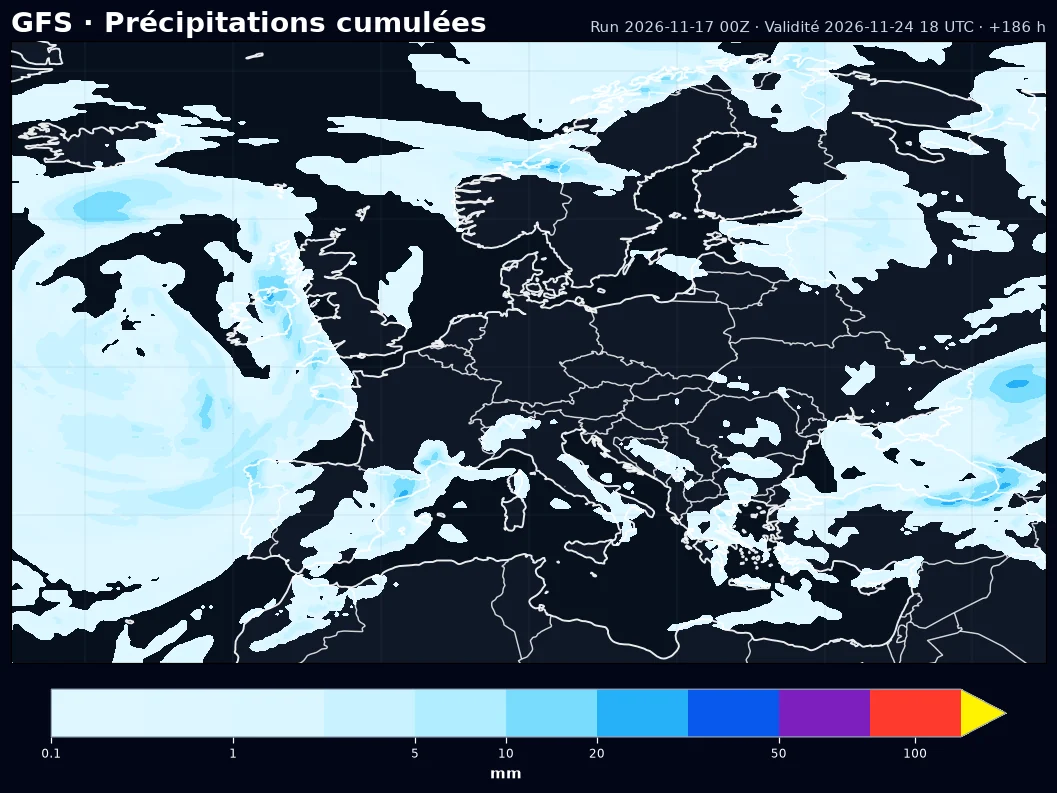 GFS · Précipitations cumulées
Run 2026-11-17 00Z · Validité 2026-11-24 18 UTC · +186 h
0.1 1 5 10 20 50 100
mm